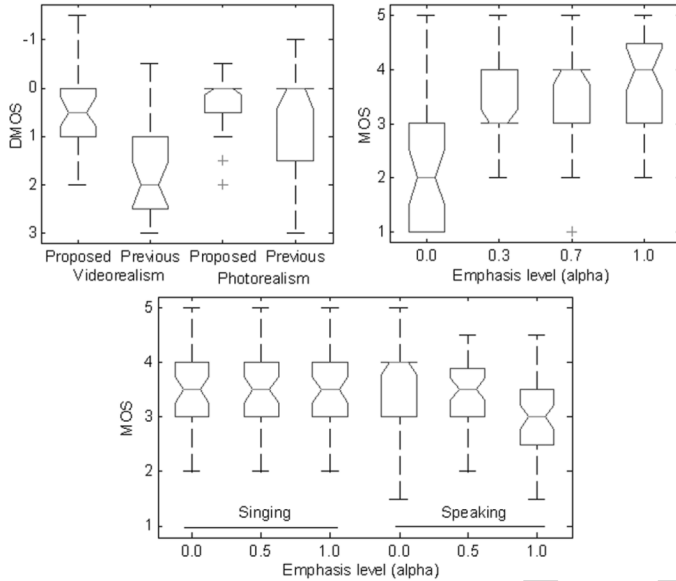 DMOS
-1
0
1
2
3
Proposed Previous Proposed Previous
Videorealism Photorealism
MOS
5
4
3
2
1
0.0 0.3 0.7 1.0
Emphasis level (alpha)
MOS
5
4
3
2
1
Singing Speaking
0.0 0.5 1.0 0.0 0.5 1.0
Emphasis level (alpha)